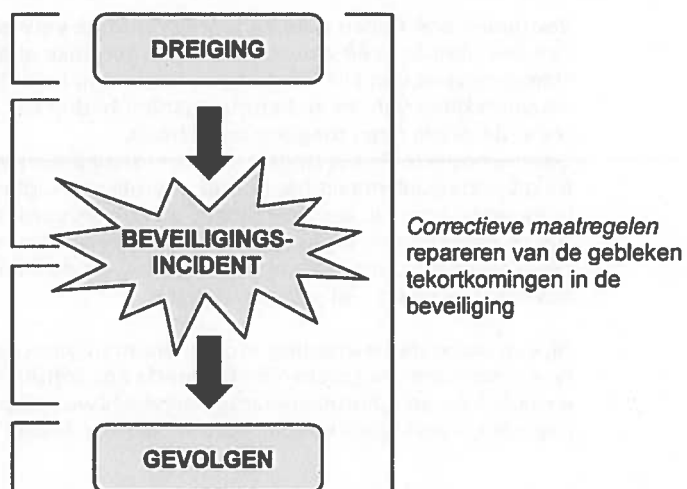 DREIGING
BEVEILIGINGS-
INCIDENT
Correctieve maatregelen
repareren van de gebleken
tekortkomingen in de
beveiliging
GEVOLGEN